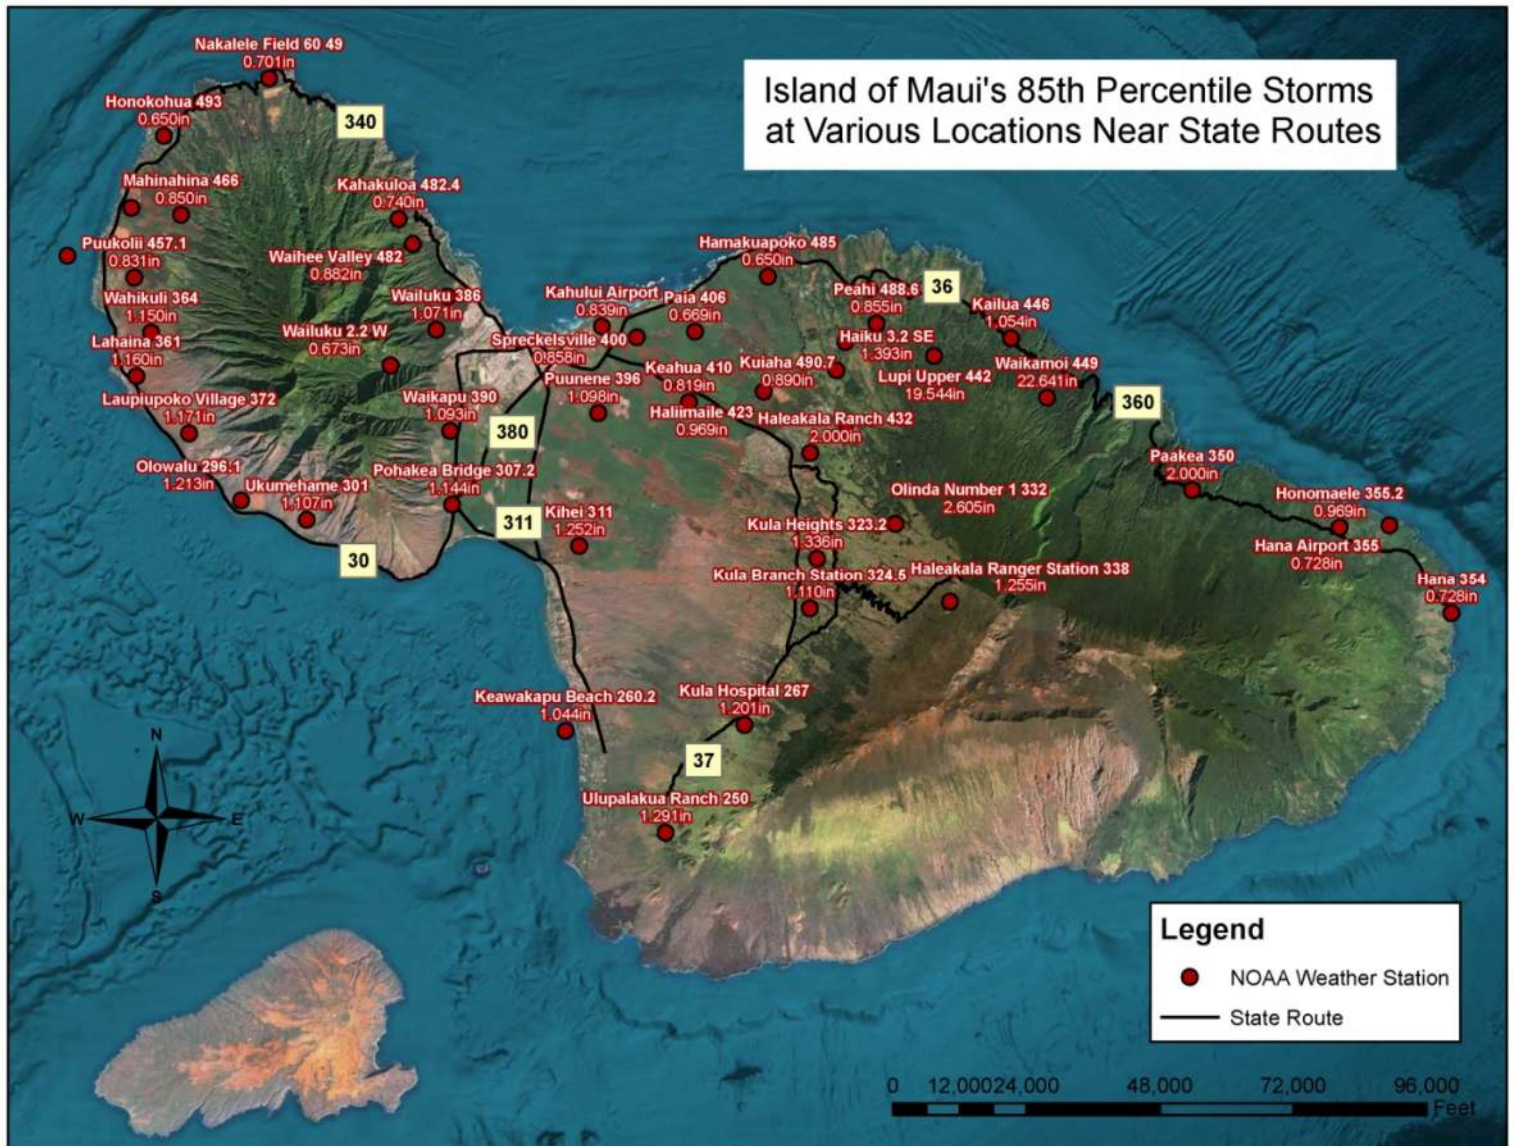 Island of Maui's 85th Percentile Storms
at Various Locations Near State Routes
Nakalele Field 60 49
0.701in
Honokohua 493
0.650in
340
Mahinahina 466
0.850in
Kahakuloa 482.4
0.740in
Puukolii 457.1
0.831in
Waihee Valley 482
0.882in
Hamakuapoko 485
0.650in
Wahikuli 364
1.150in
Wailuku 386
1.071in
Kahului Airport
0.839in
Paia 406
0.669in
Peahi 488.6
0.855in
36
Kailua 446
1.054in
Lahaina 361
1.160in
Wailuku 2.2 W
0.673in
Spreckelsville 400
0.858in
Haiku 3.2 SE
1.393in
Keahua 410
0.819in
Kuiaha 490.7
0.890in
Waikamoi 449
22.641in
Laupiupoko Village 372
1.171in
Waikapu 390
1.093in
Puunene 396
1.098in
Lupi Upper 442
19.544in
360
380
Haliimaile 423
0.969in
Haleakala Ranch 432
2.000in
Olowalu 296.1
1.213in
Ukumehame 301
1.107in
Pohakea Bridge 307.2
1.144in
Paakea 350
2.000in
Kihei 311
1.252in
311
Olinda Number 1 332
2.605in
Honomaele 355.2
0.969in
30
Kula Heights 323.2
1.336in
Hana Airport 355
0.728in
Kula Branch Station 324.5
1.110in
Haleakala Ranger Station 338
1.255in
Hana 354
0.728in
Keawakapu Beach 260.2
1.044in
Kula Hospital 267
1.201in
37
Ulupalakua Ranch 250
1.291in
N
W
E
S
Legend
NOAA Weather Station
State Route
0 12,000 24,000 48,000 72,000 96,000
Feet